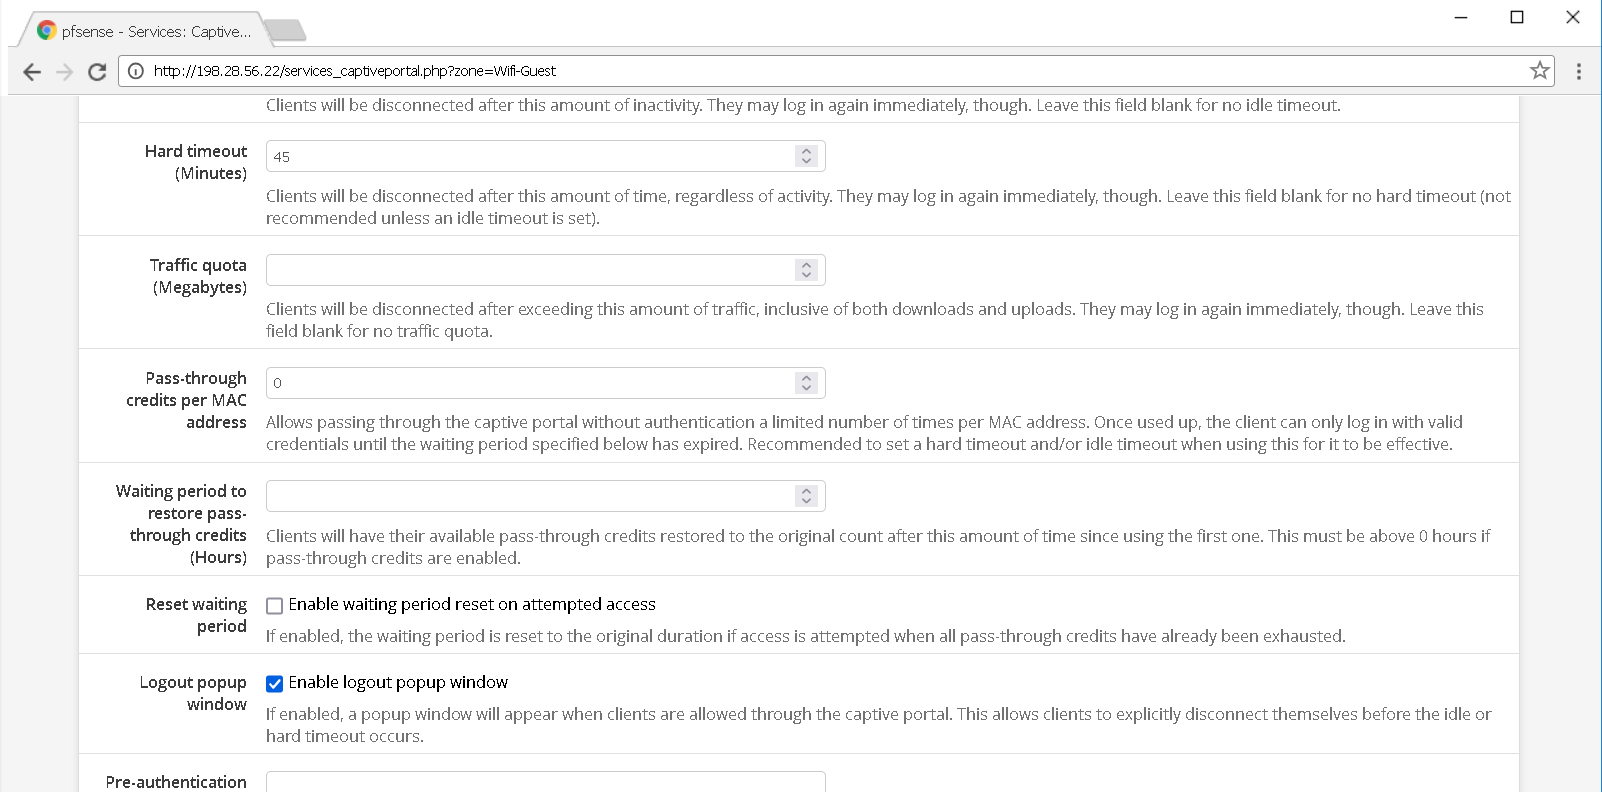 pfsense - Services: Captive...
http://198.28.56.22/services_captiveportal.php?zone=Wifi-Guest
Clients will be disconnected after this amount of inactivity. They may log in again immediately, though. Leave this field blank for no idle timeout.
Hard timeout
(Minutes)
45
Clients will be disconnected after this amount of time, regardless of activity. They may log in again immediately, though. Leave this field blank for no hard timeout (not
recommended unless an idle timeout is set).
Traffic quota
(Megabytes)
Clients will be disconnected after exceeding this amount of traffic, inclusive of both downloads and uploads. They may log in again immediately, though. Leave this
field blank for no traffic quota.
Pass-through
credits per MAC
address
0
Allows passing through the captive portal without authentication a limited number of times per MAC address. Once used up, the client can only log in with valid
credentials until the waiting period specified below has expired. Recommended to set a hard timeout and/or idle timeout when using this for it to be effective.
Waiting period to
restore pass-
through credits
(Hours)
Clients will have their available pass-through credits restored to the original count after this amount of time since using the first one. This must be above 0 hours if
pass-through credits are enabled.
Reset waiting
period
Enable waiting period reset on attempted access
If enabled, the waiting period is reset to the original duration if access is attempted when all pass-through credits have already been exhausted.
Logout popup
window
Enable logout popup window
If enabled, a popup window will appear when clients are allowed through the captive portal. This allows clients to explicitly disconnect themselves before the idle or
hard timeout occurs.
Pre-authentication